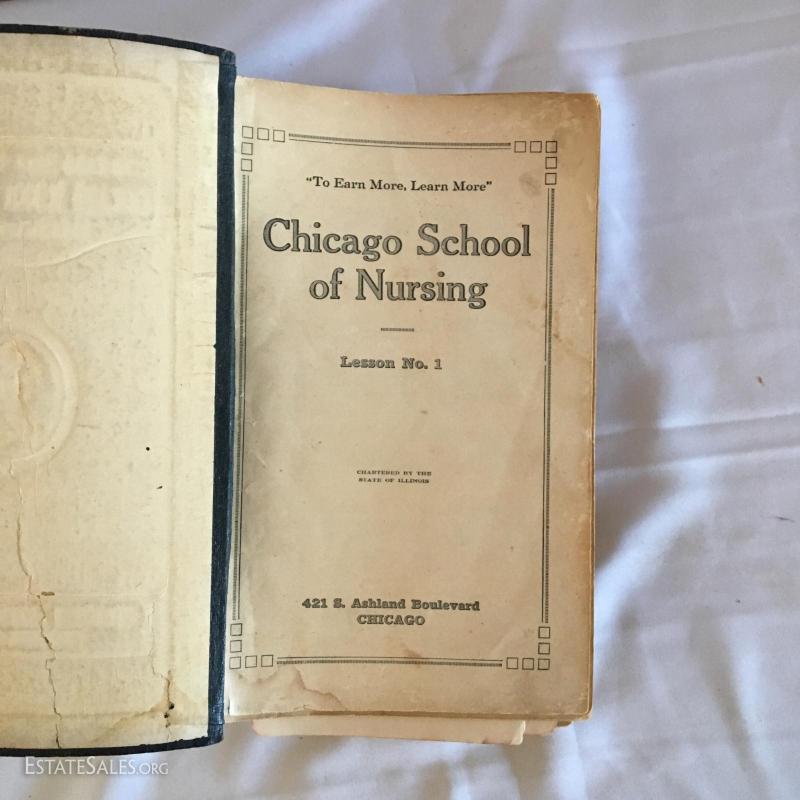 "To Earn More, Learn More"
Chicago School
of Nursing
Lesson No. 1
CHARTERED BY THE
STATE OF ILLINOIS
421 S. Ashland Boulevard
CHICAGO
ESTATESALES.ORG